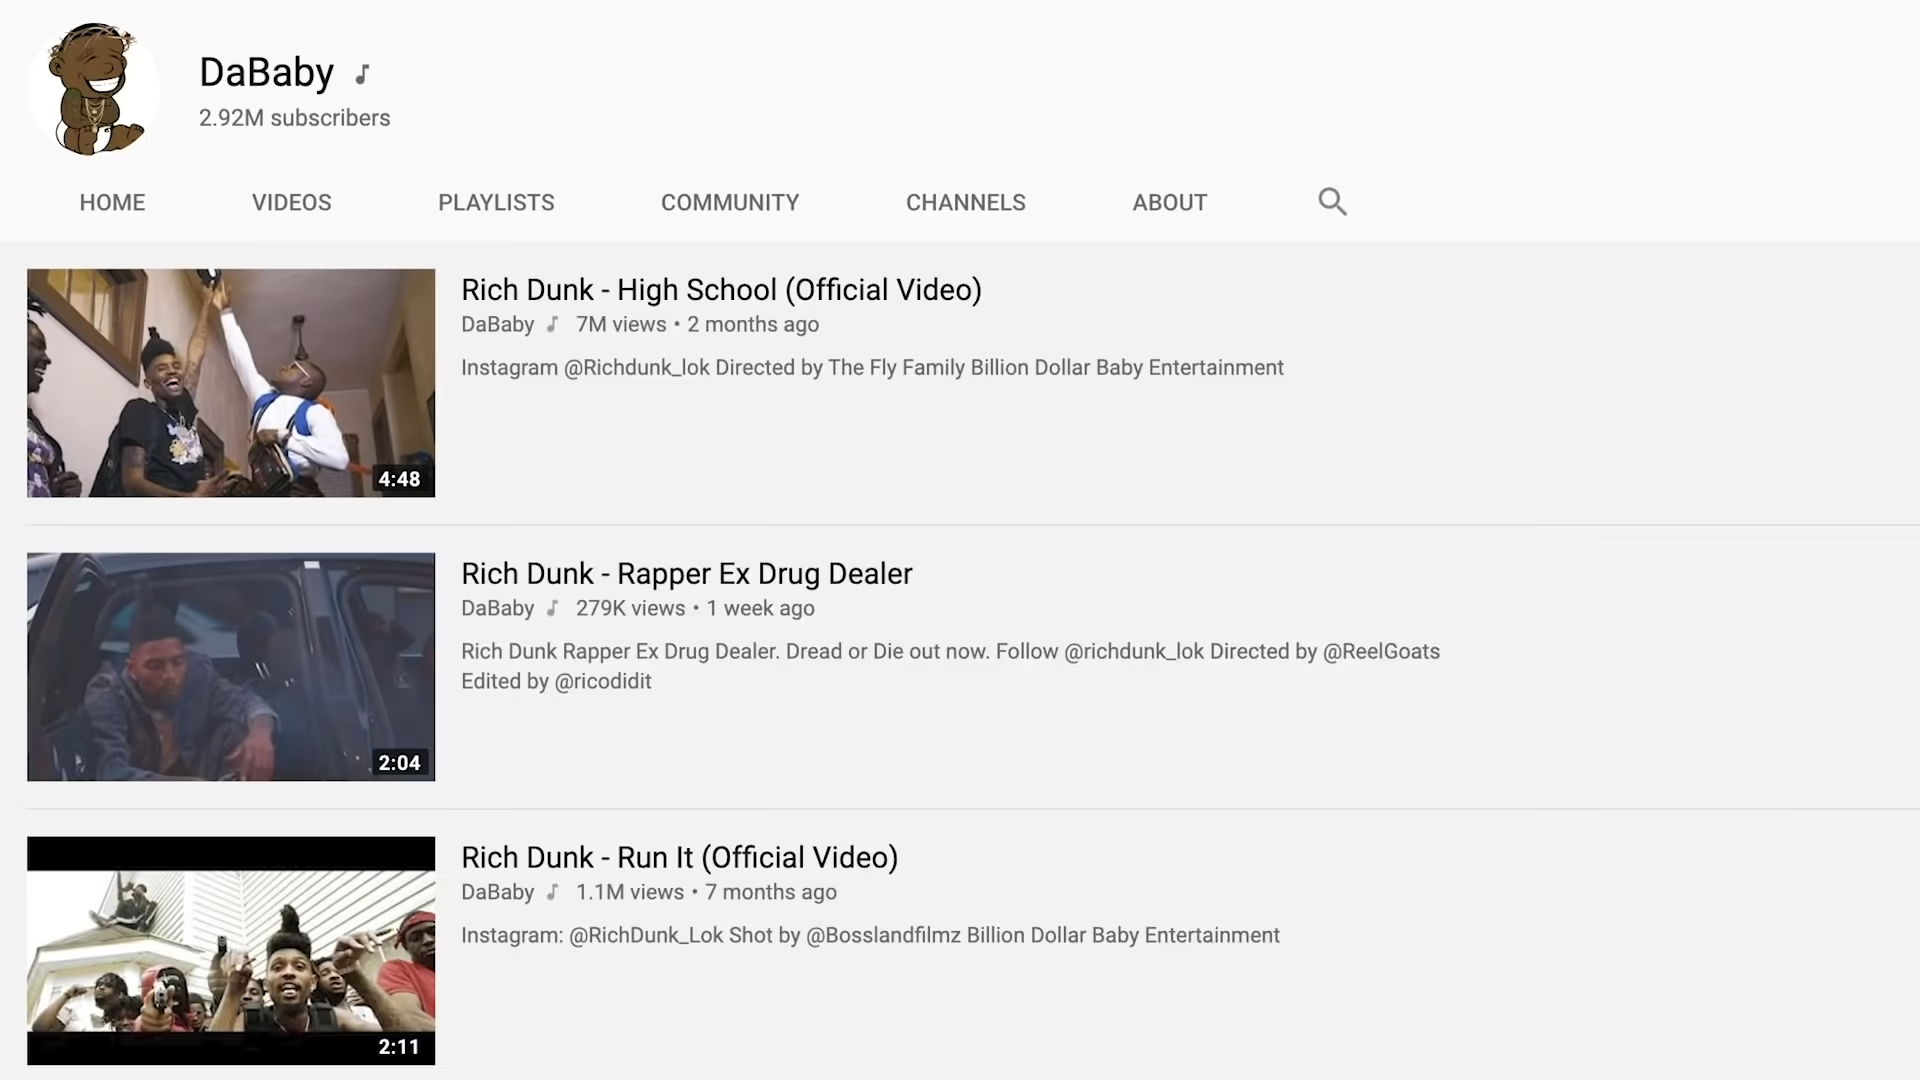 DaBaby
2.92M subscribers
HOME VIDEOS PLAYLISTS COMMUNITY CHANNELS ABOUT
Rich Dunk - High School (Official Video)
DaBaby 7M views • 2 months ago
Instagram @Richdunk_lok Directed by The Fly Family Billion Dollar Baby Entertainment
4:48
Rich Dunk - Rapper Ex Drug Dealer
DaBaby 279K views • 1 week ago
Rich Dunk Rapper Ex Drug Dealer. Dread or Die out now. Follow @richdunk_lok Directed by @ReelGoats
Edited by @ricodidit
2:04
Rich Dunk - Run It (Official Video)
DaBaby 1.1M views • 7 months ago
Instagram: @RichDunk_Lok Shot by @Bosslandfilmz Billion Dollar Baby Entertainment
2:11